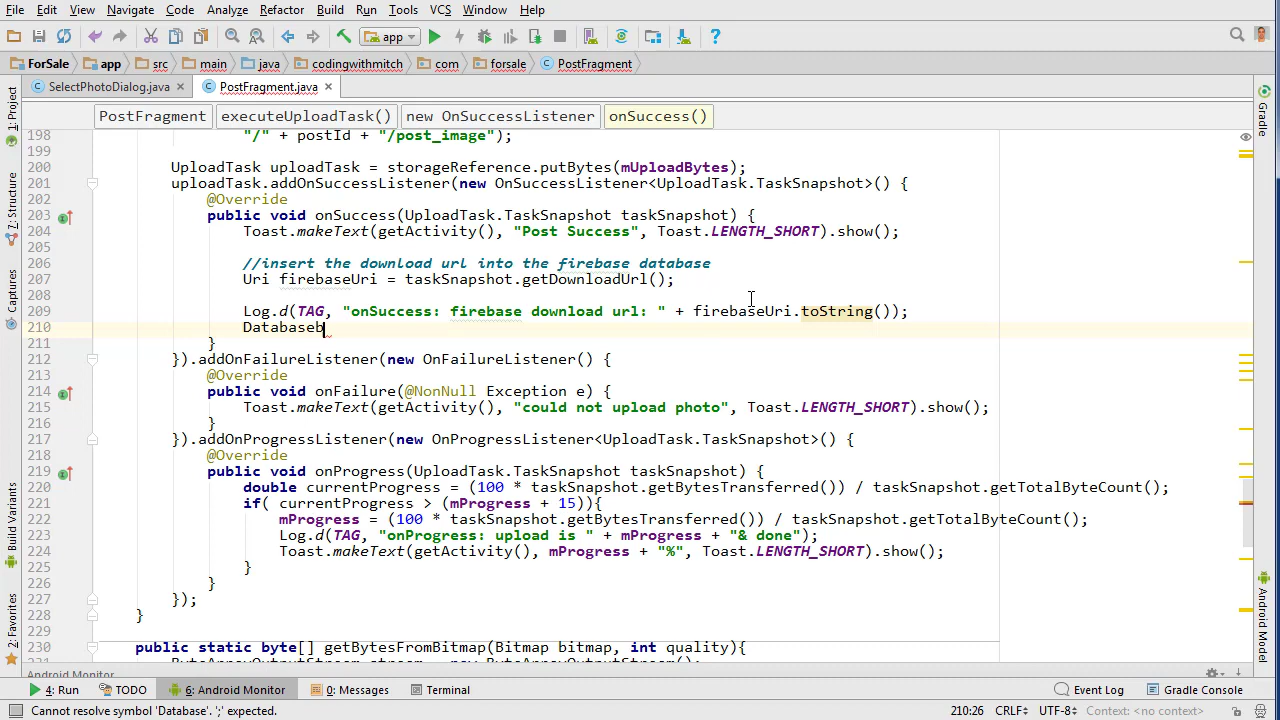 File Edit View Navigate Code Analyze Refactor Build Run Tools VCS Window Help
app
ForSale app src main java codingwithmitch com forsale PostFragment
SelectPhotoDialog.java PostFragment.java
PostFragment executeUploadTask() new OnSuccessListener onSuccess()
198 "/" + postId + "/post_image");
199
200 UploadTask uploadTask = storageReference.putBytes(mUploadBytes);
201 uploadTask.addOnSuccessListener(new OnSuccessListener<UploadTask.TaskSnapshot>() {
202 @Override
203 public void onSuccess(UploadTask.TaskSnapshot taskSnapshot) {
204 Toast.makeText(getActivity(), "Post Success", Toast.LENGTH_SHORT).show();
205
206 //insert the download url into the firebase database
207 Uri firebaseUri = taskSnapshot.getDownloadUrl();
208
209 Log.d(TAG, "onSuccess: firebase download url: " + firebaseUri.toString());
210 Databaseb
211 }
212 }).addOnFailureListener(new OnFailureListener() {
213 @Override
214 public void onFailure(@NonNull Exception e) {
215 Toast.makeText(getActivity(), "could not upload photo", Toast.LENGTH_SHORT).show();
216 }
217 }).addOnProgressListener(new OnProgressListener<UploadTask.TaskSnapshot>() {
218 @Override
219 public void onProgress(UploadTask.TaskSnapshot taskSnapshot) {
220 double currentProgress = (100 * taskSnapshot.getBytesTransferred()) / taskSnapshot.getTotalByteCount();
221 if( currentProgress > (mProgress + 15)){
222 mProgress = (100 * taskSnapshot.getBytesTransferred()) / taskSnapshot.getTotalByteCount();
223 Log.d(TAG, "onProgress: upload is " + mProgress + "& done");
224 Toast.makeText(getActivity(), mProgress + "%", Toast.LENGTH_SHORT).show();
225 }
226 }
227 });
228 }
229
230 public static byte[] getBytesFromBitmap(Bitmap bitmap, int quality){
231 ByteArrayOutputStream stream = new ByteArrayOutputStream();
Android Monitor
1: Project
7: Structure
Captures
Build Variants
2: Favorites
Gradle
Android Model
4: Run TODO 6: Android Monitor 0: Messages Terminal Event Log Gradle Console
Cannot resolve symbol 'Database'. ';' expected. 210:26 CRLF UTF-8 Context: <no context>